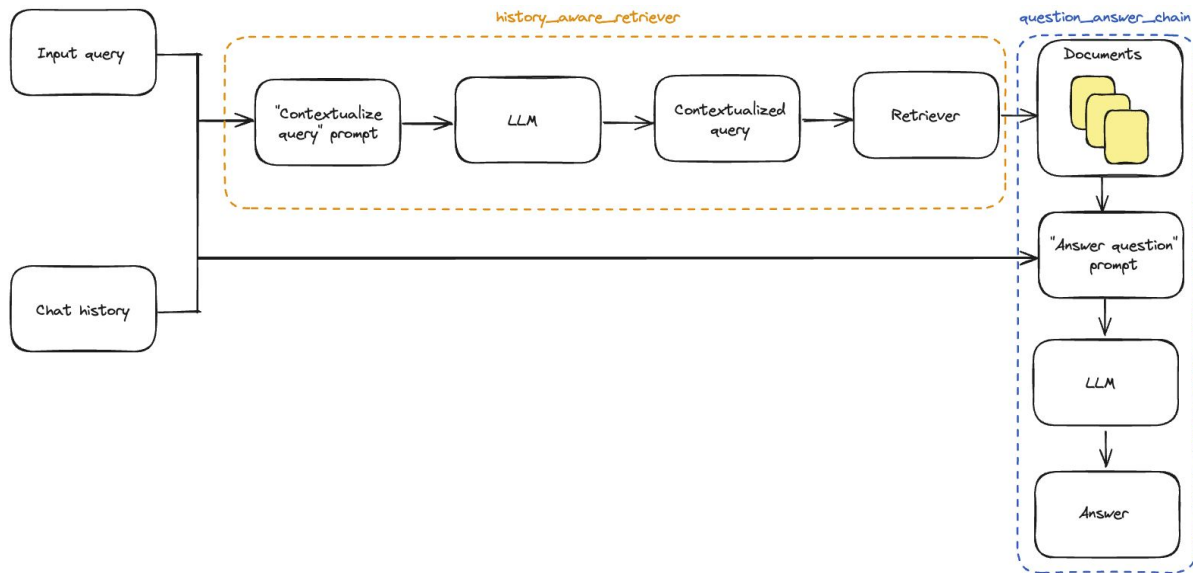 history_aware_retriever
question_answer_chain
Input query
Documents
"Contextualize
query" prompt
LLM
Contextualized
query
Retriever
"Answer question"
prompt
Chat history
LLM
Answer